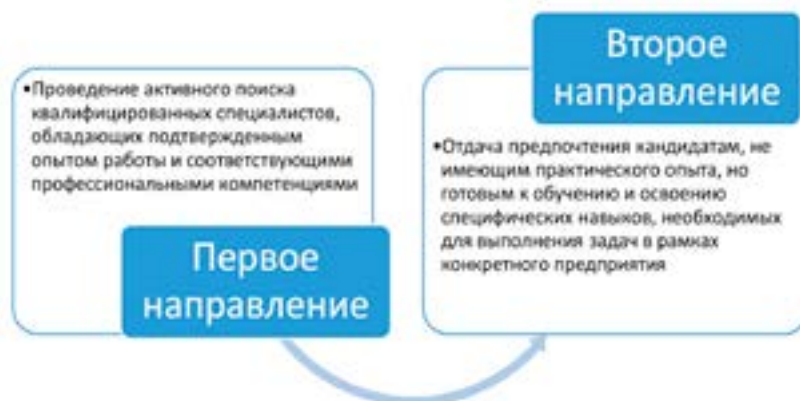 •Проведение активного поиска
квалифицированных специалистов,
обладающих подтвержденным
опытом работы и соответствующими
профессиональными компетенциями
Первое
направление
Второе
направление
•Отдача предпочтения кандидатам, не
имеющим практического опыта, но
готовым к обучению и освоению
специфических навыков, необходимых
для выполнения задач в рамках
конкретного предприятия